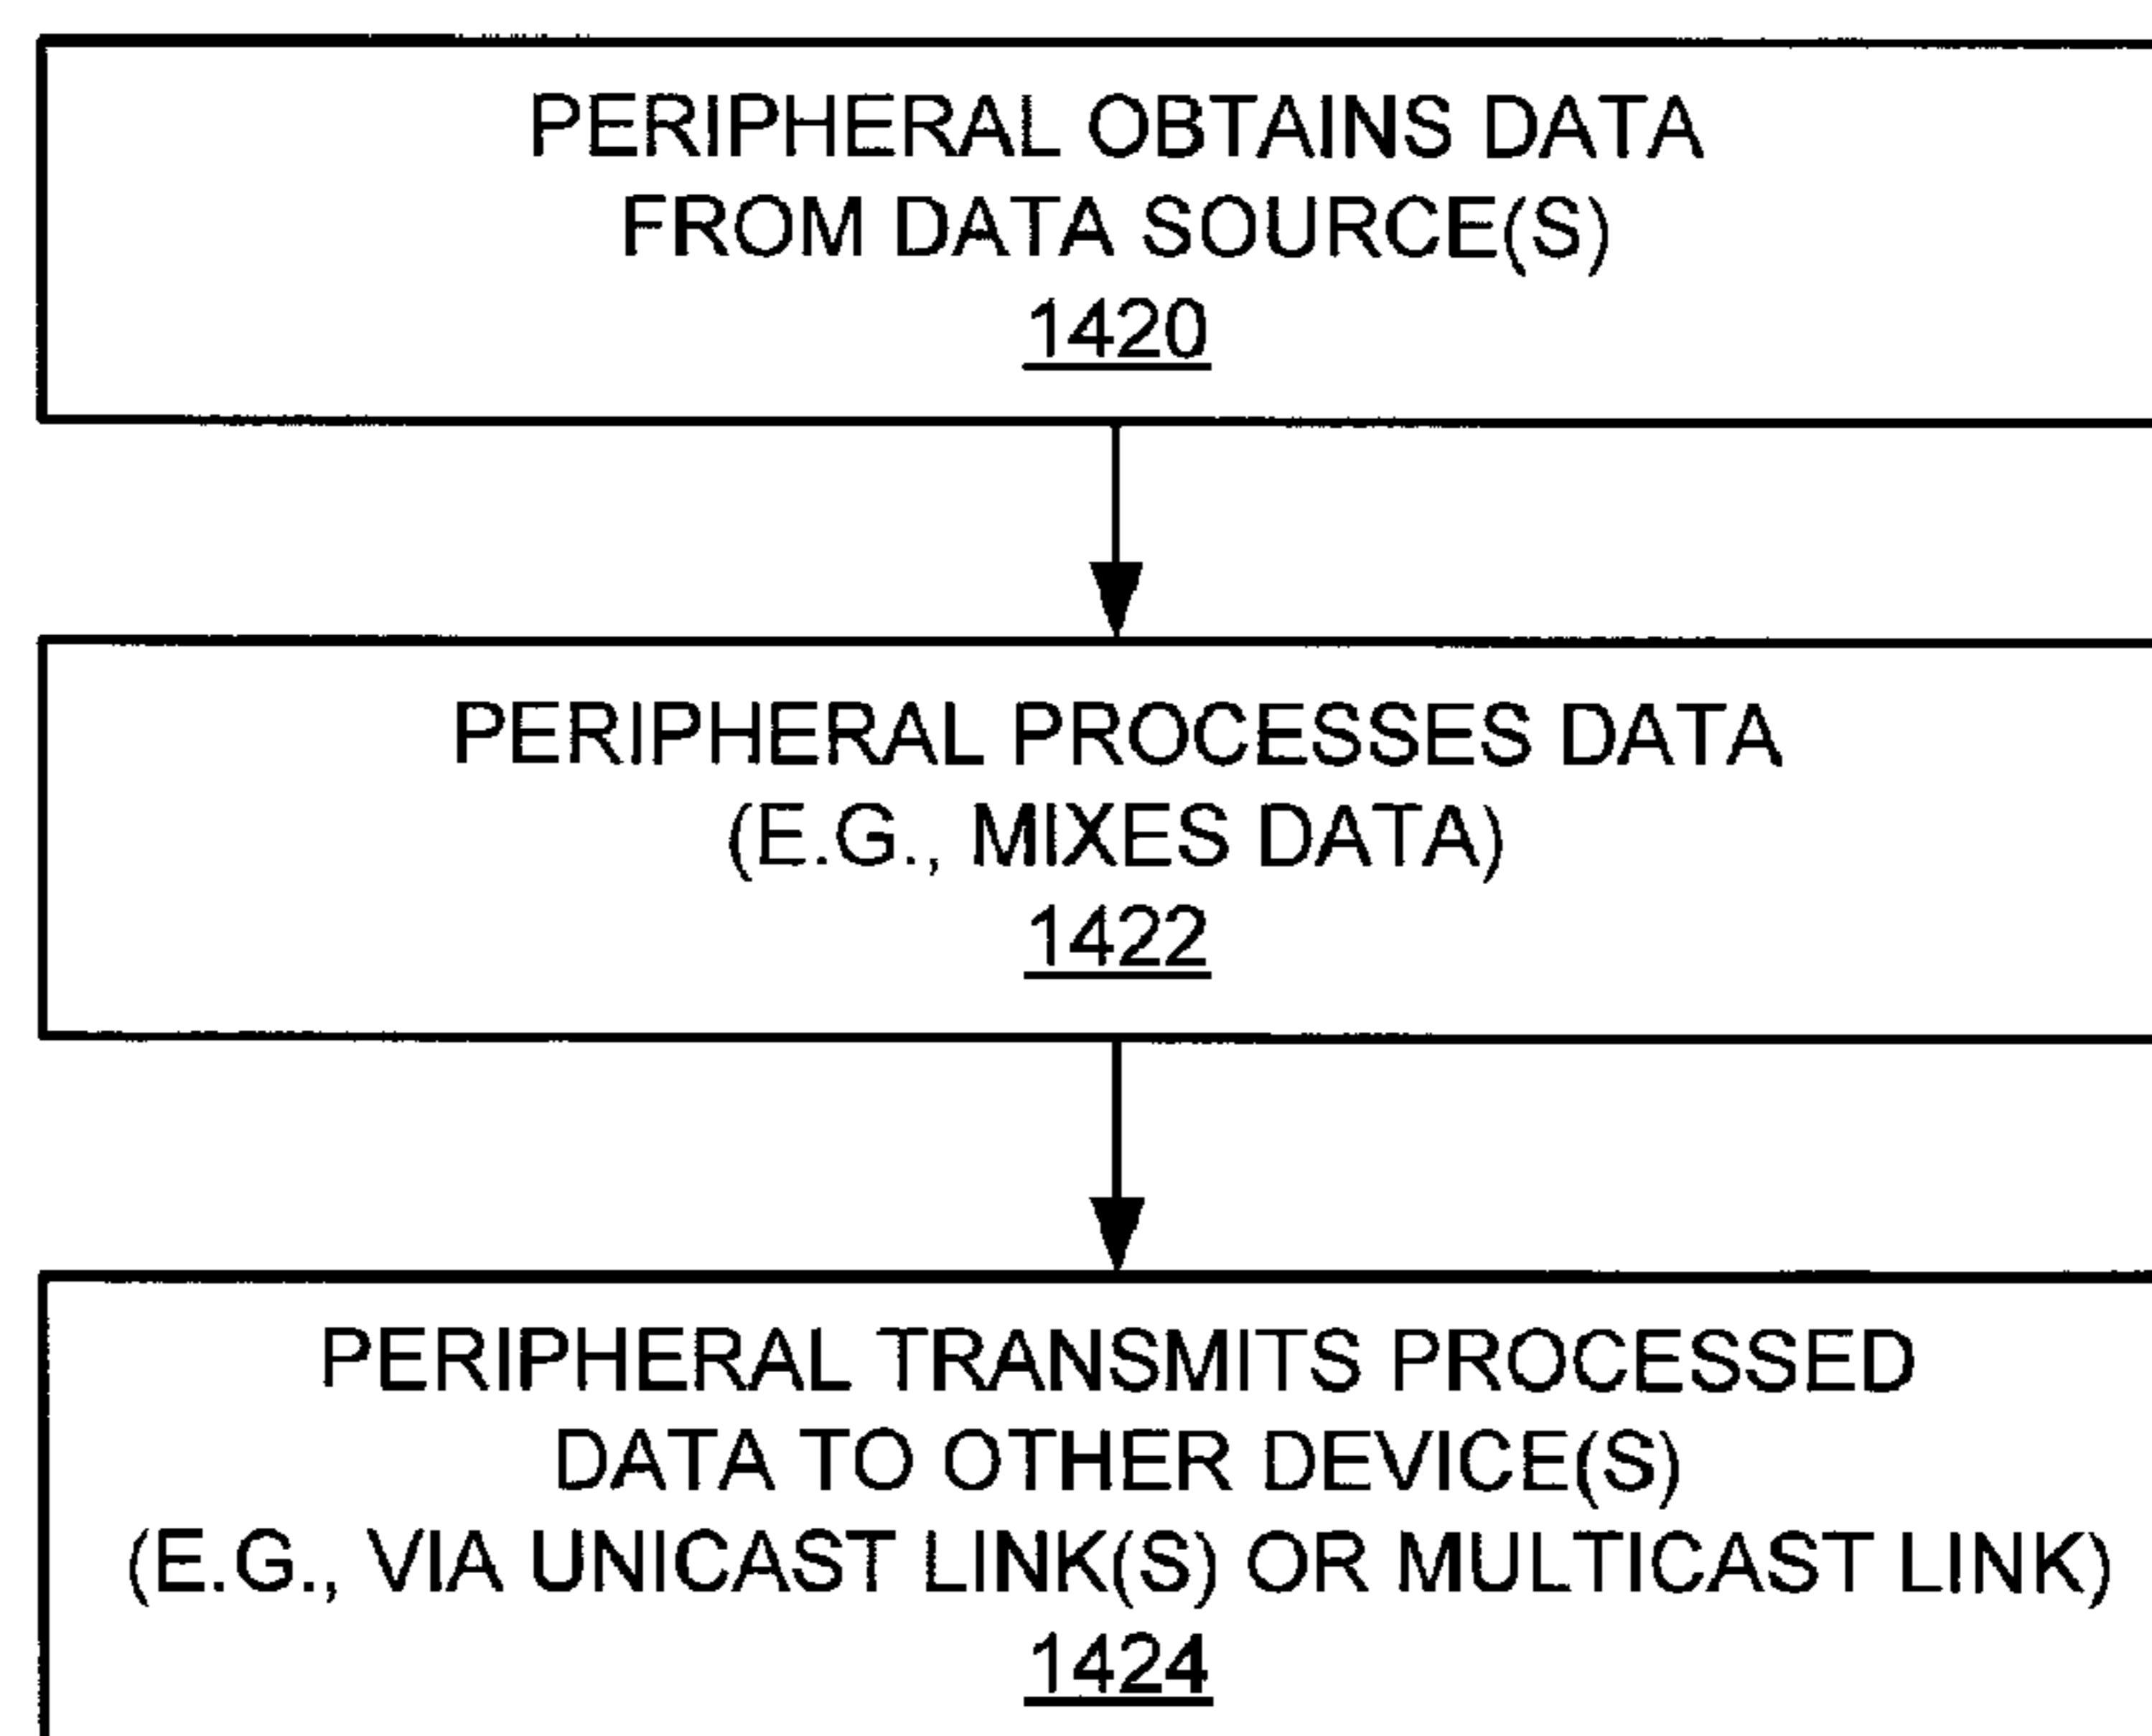 PERIPHERAL OBTAINS DATA
FROM DATA SOURCE(S)
1420
PERIPHERAL PROCESSES DATA
(E.G., MIXES DATA)
1422
PERIPHERAL TRANSMITS PROCESSED
DATA TO OTHER DEVICE(S)
(E.G., VIA UNICAST LINK(S) OR MULTICAST LINK)
1424